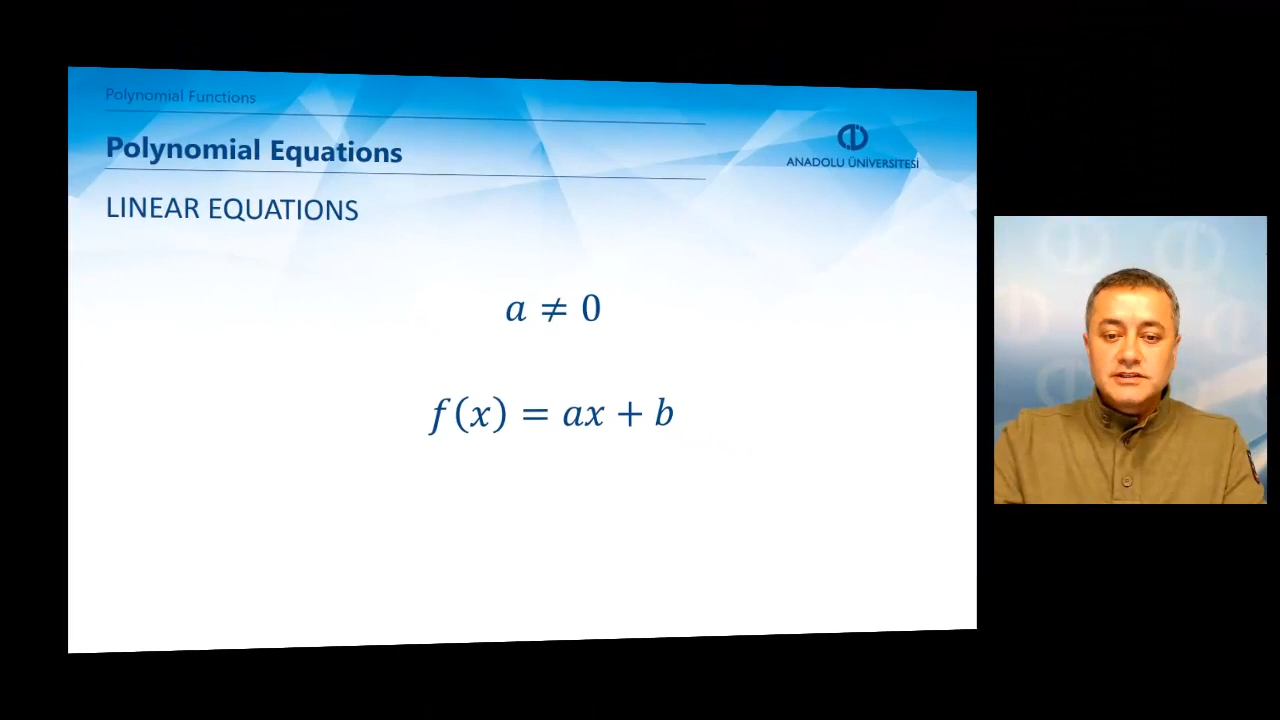 Polynomial Functions
Polynomial Equations
ANADOLU ÜNİVERSİTESİ
LINEAR EQUATIONS
a ≠ 0
f(x) = ax + b